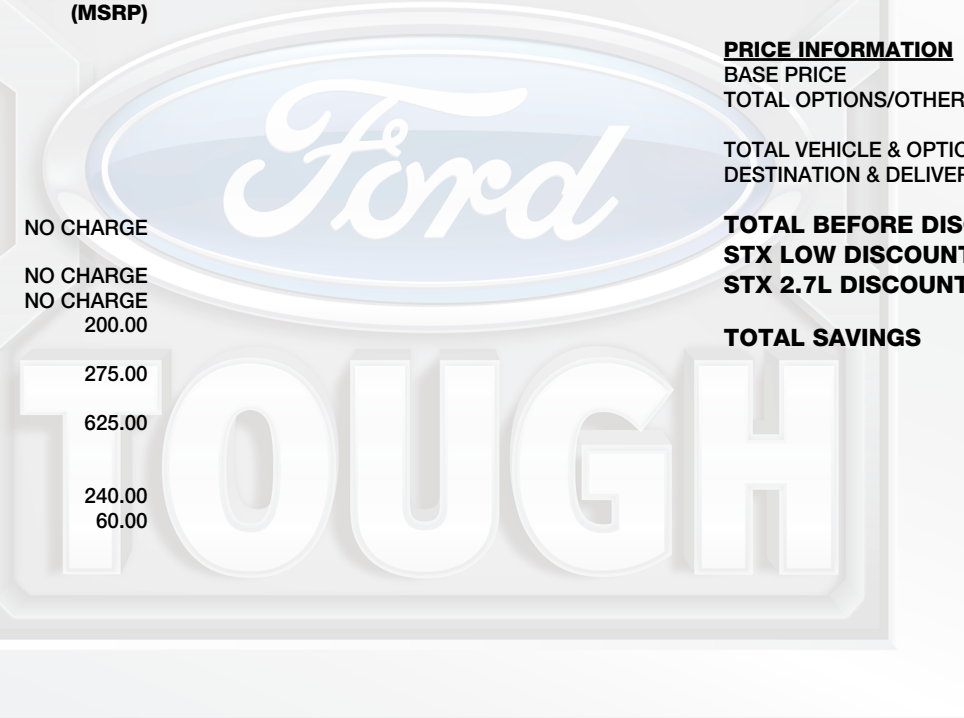 (MSRP)
NO CHARGE
NO CHARGE
NO CHARGE
200.00
275.00
625.00
240.00
60.00
Ford
TOUGH
PRICE INFORMATION
BASE PRICE
TOTAL OPTIONS/OTHER
TOTAL VEHICLE & OPTIO
DESTINATION & DELIVER
TOTAL BEFORE DIS
STX LOW DISCOUNT
STX 2.7L DISCOUNT
TOTAL SAVINGS